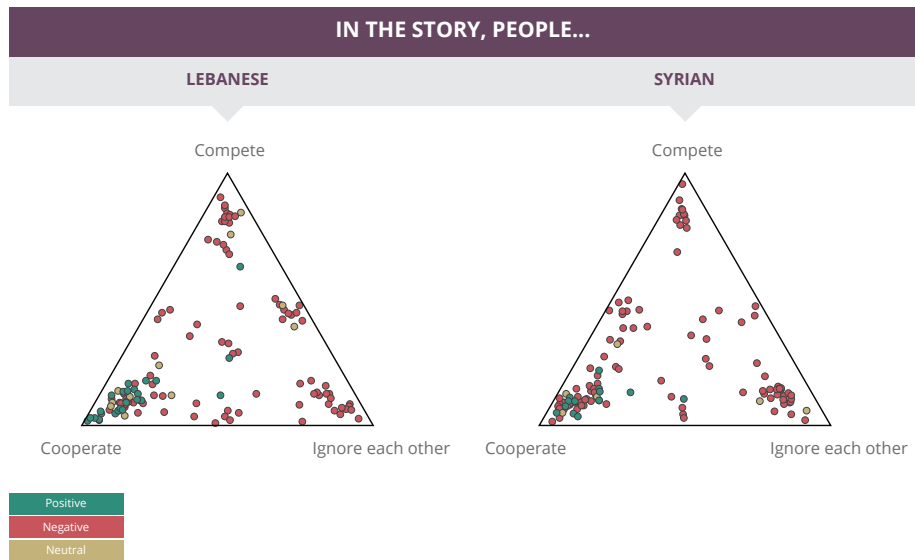 IN THE STORY, PEOPLE...
LEBANESE
SYRIAN
Compete
Compete
Cooperate
Ignore each other
Cooperate
Ignore each other
Positive
Negative
Neutral